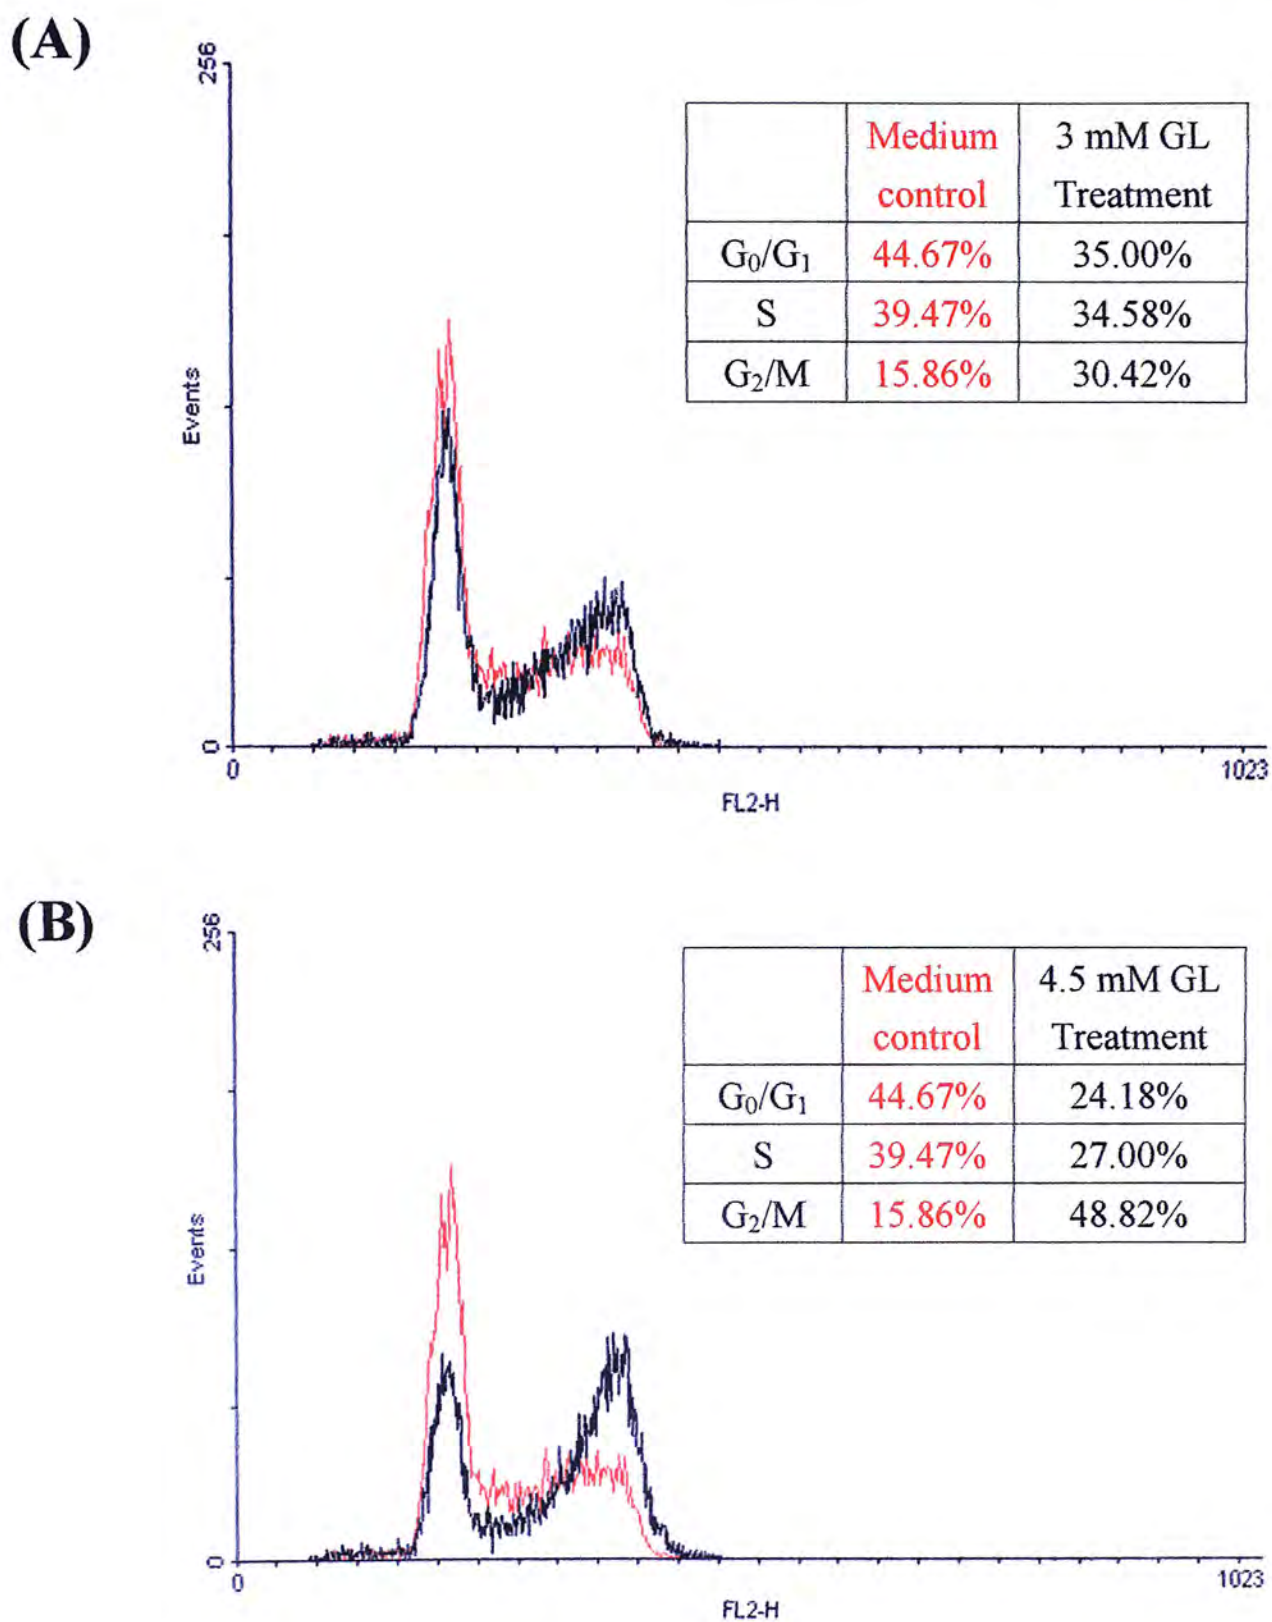 (A)
256
Events
0
0
1023
FL2-H
Medium control 3 mM GL Treatment
G₀/G₁ 44.67% 35.00%
S 39.47% 34.58%
G₂/M 15.86% 30.42%
(B)
256
Events
0
0
1023
FL2-H
Medium control 4.5 mM GL Treatment
G₀/G₁ 44.67% 24.18%
S 39.47% 27.00%
G₂/M 15.86% 48.82%